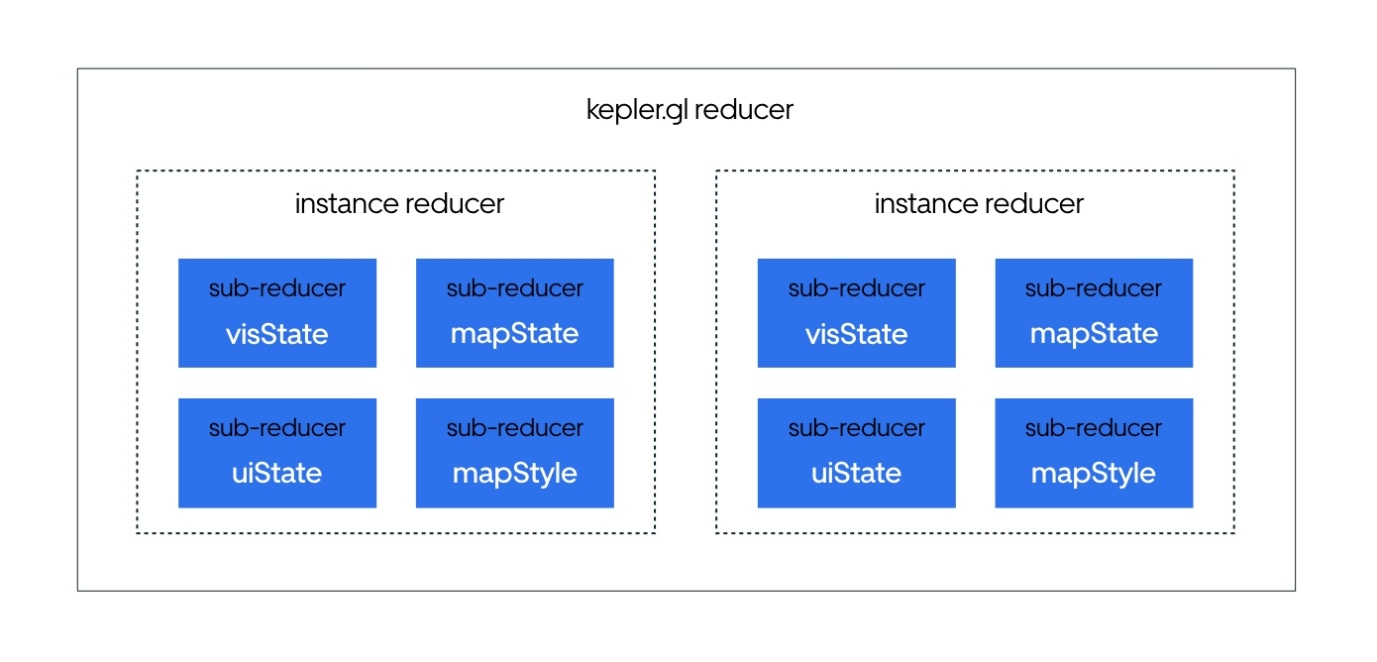 kepler.gl reducer
instance reducer
sub-reducer
visState
sub-reducer
mapState
sub-reducer
uiState
sub-reducer
mapStyle
instance reducer
sub-reducer
visState
sub-reducer
mapState
sub-reducer
uiState
sub-reducer
mapStyle